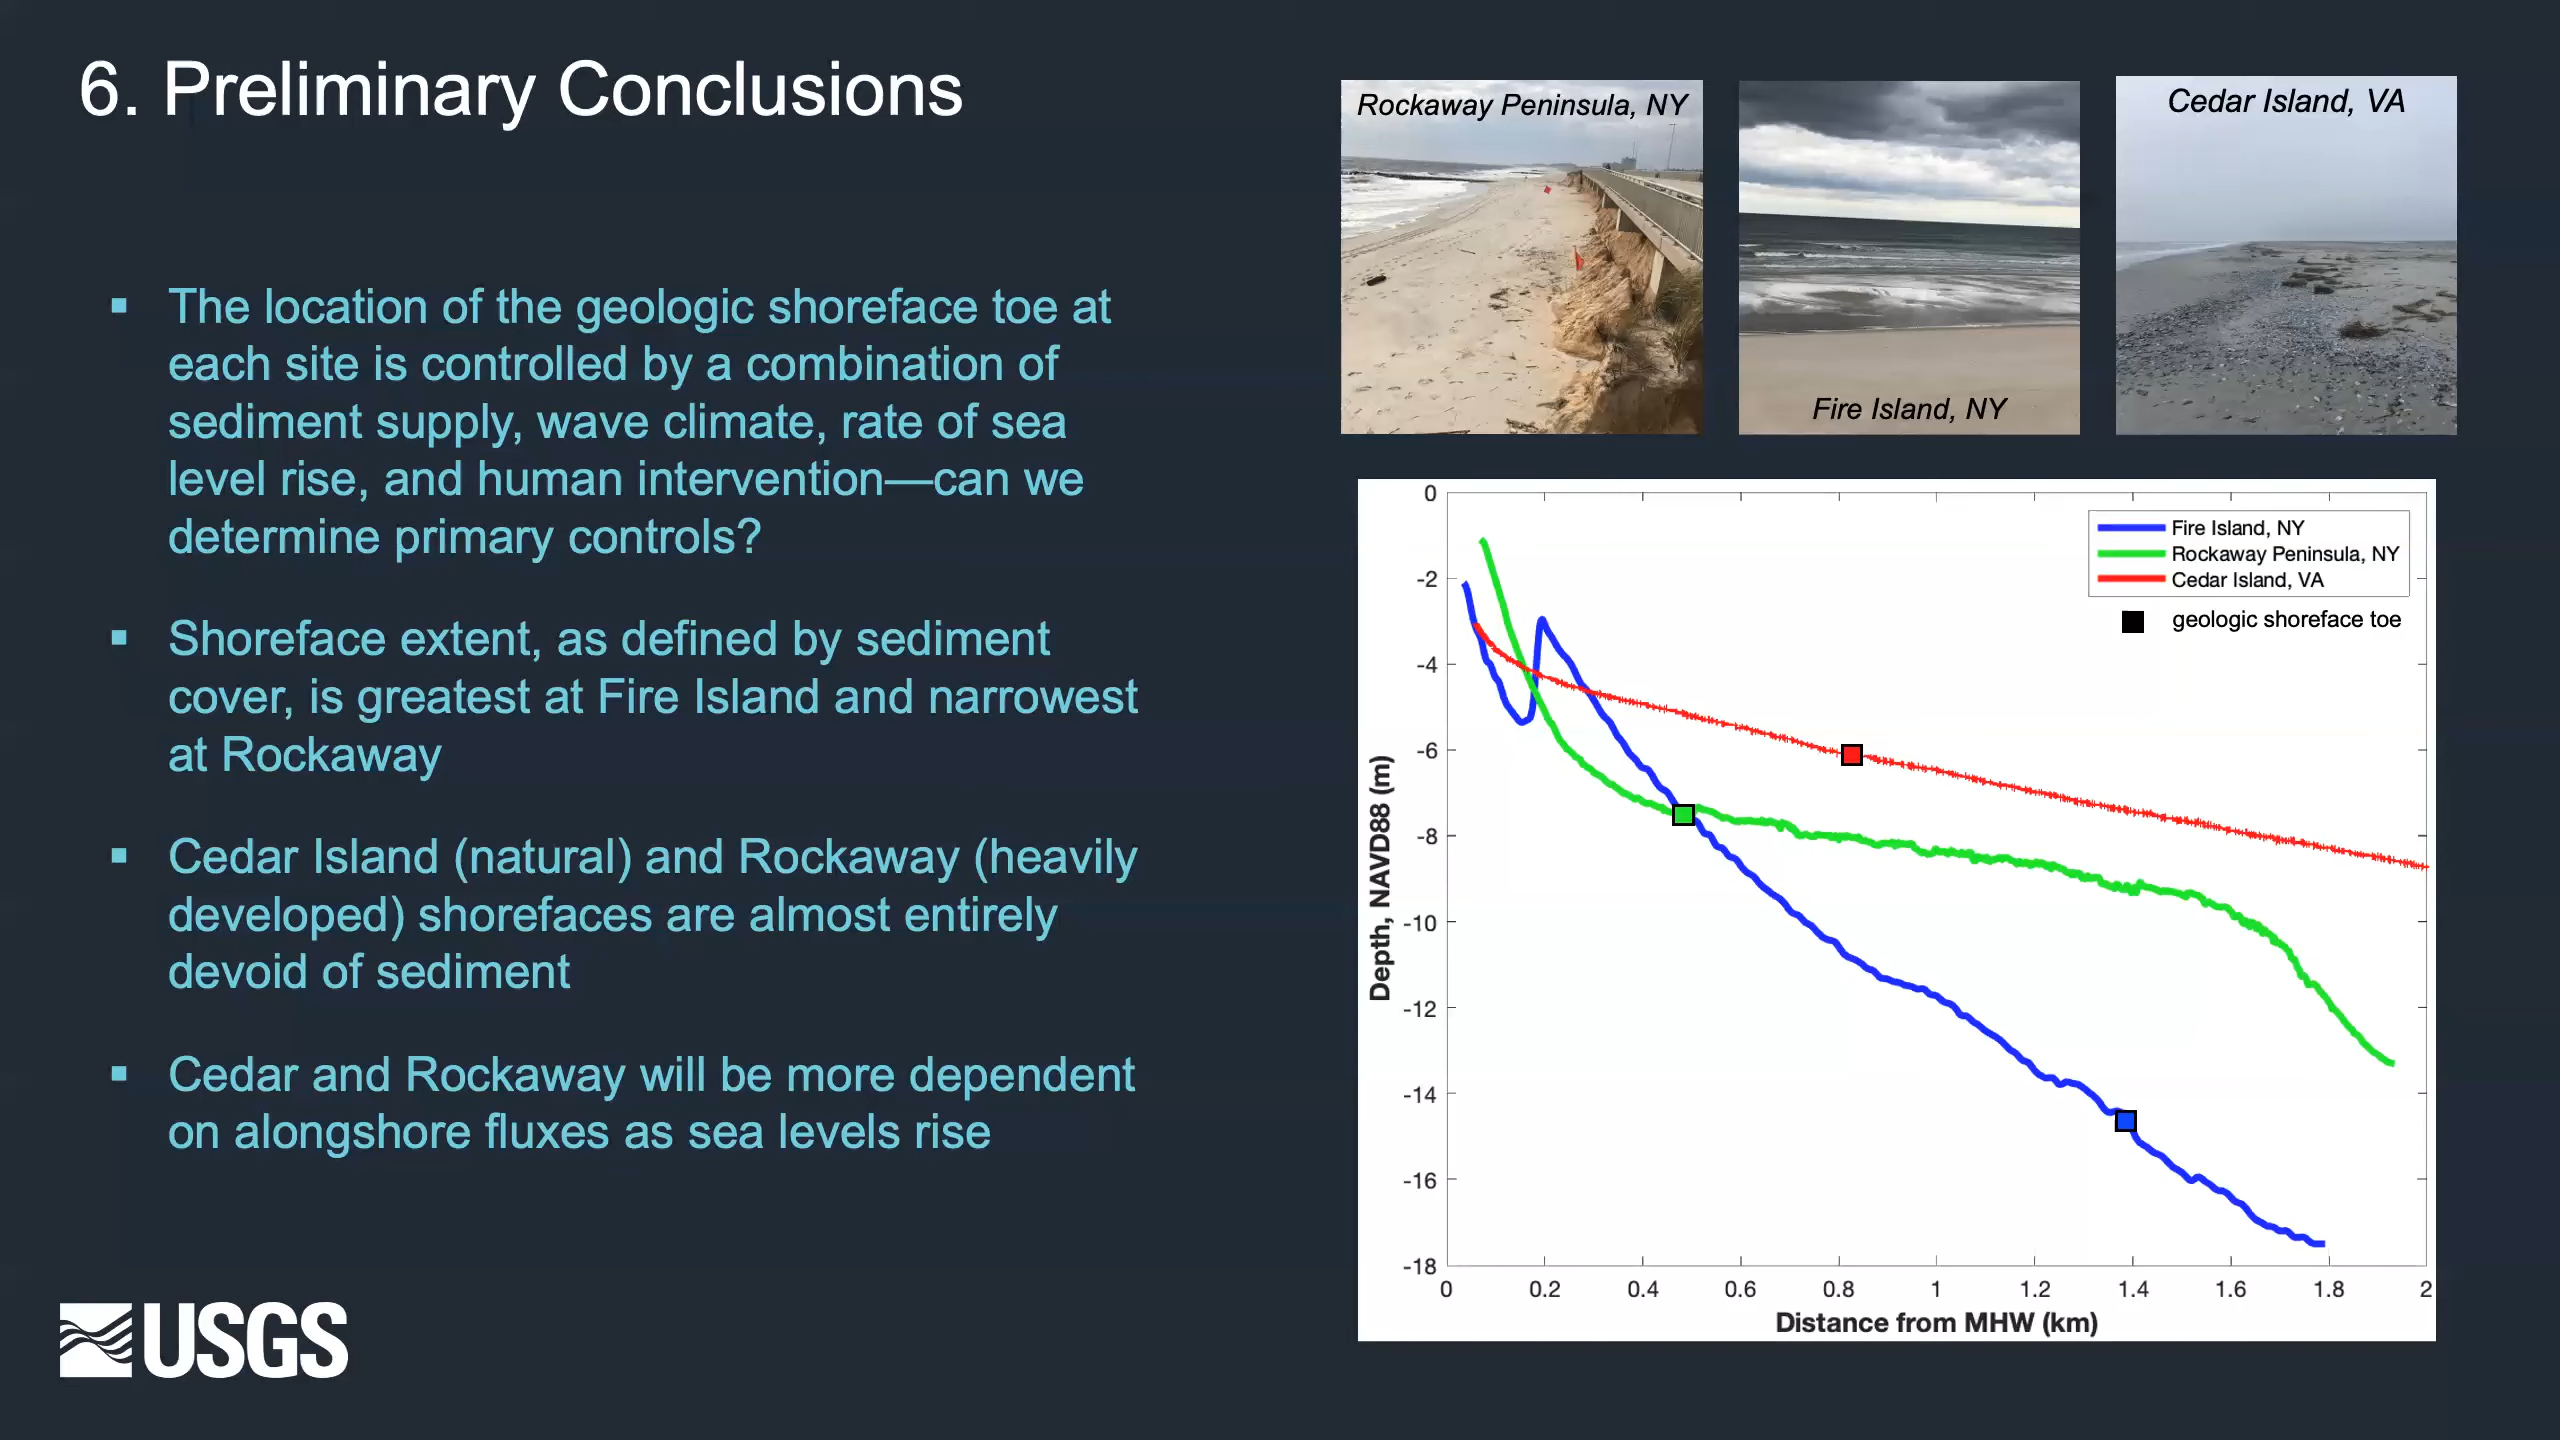 6. Preliminary Conclusions
▪ The location of the geologic shoreface toe at
each site is controlled by a combination of
sediment supply, wave climate, rate of sea
level rise, and human intervention—can we
determine primary controls?
▪ Shoreface extent, as defined by sediment
cover, is greatest at Fire Island and narrowest
at Rockaway
▪ Cedar Island (natural) and Rockaway (heavily
developed) shorefaces are almost entirely
devoid of sediment
▪ Cedar and Rockaway will be more dependent
on alongshore fluxes as sea levels rise
USGS
Rockaway Peninsula, NY
Fire Island, NY
Cedar Island, VA
Fire Island, NY
Rockaway Peninsula, NY
Cedar Island, VA
geologic shoreface toe
Depth, NAVD88 (m)
0
-2
-4
-6
-8
-10
-12
-14
-16
-18
0 0.2 0.4 0.6 0.8 1 1.2 1.4 1.6 1.8 2
Distance from MHW (km)